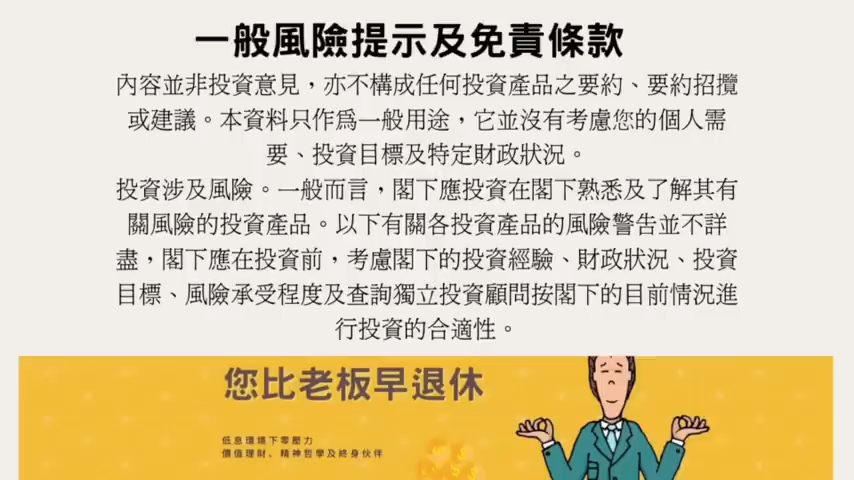 一般風險提示及免責條款
內容並非投資意見，亦不構成任何投資產品之要約、要約招攬
或建議。本資料只作爲一般用途，它並沒有考慮您的個人需
要、投資目標及特定財政狀況。
投資涉及風險。一般而言，閣下應投資在閣下熟悉及了解其有
關風險的投資產品。以下有關各投資產品的風險警告並不詳
盡，閣下應在投資前，考慮閣下的投資經驗、財政狀況、投資
目標、風險承受程度及查詢獨立投資顧問按閣下的目前情況進
行投資的合適性。
您比老板早退休
低息環境下零壓力
價值理財、精神哲學及終身伙伴